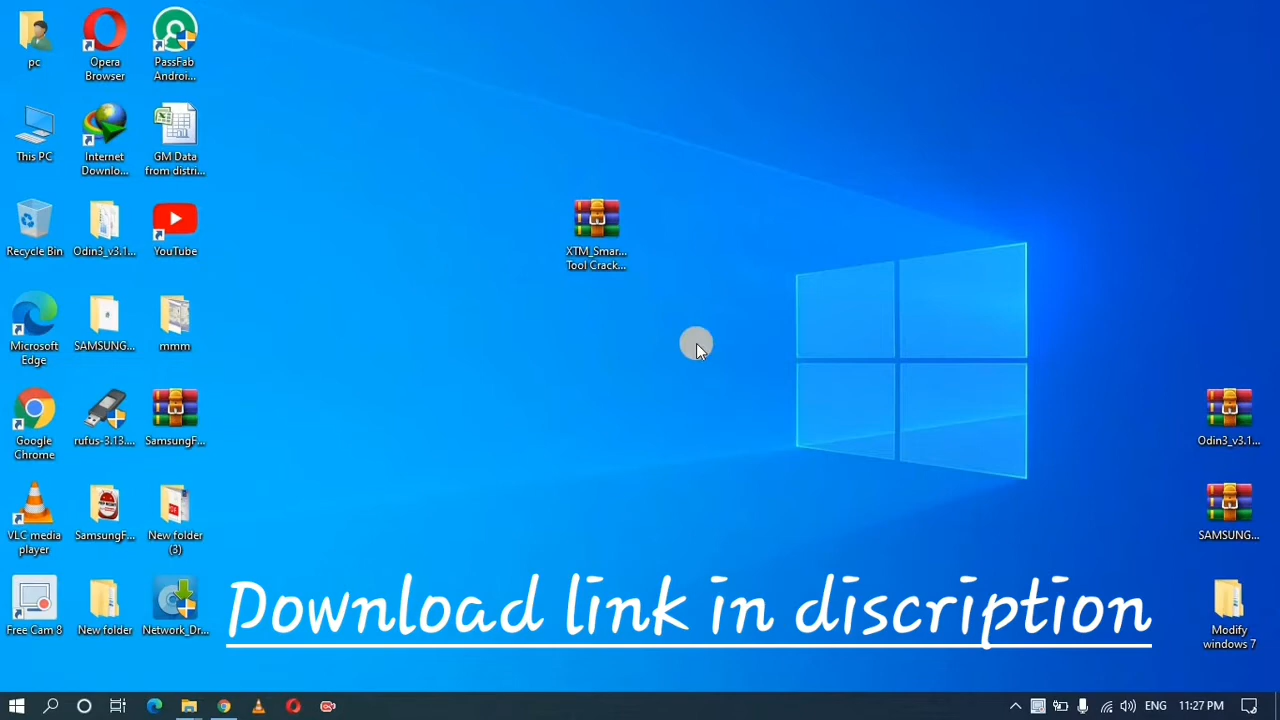 pc
Opera
Browser
PassFab
Androi...
This PC
Internet
Downlo...
GM Data
from distri...
Recycle Bin
Odin3_v3.1...
YouTube
XTM_Smar...
Tool Crack...
Microsoft
Edge
SAMSUNG...
mmm
Google
Chrome
rufus-3.13....
SamsungF...
Odin3_v3.1...
VLC media
player
SamsungF...
New folder
(3)
SAMSUNG...
Free Cam 8
New folder
Network_Dr...
Modify
windows 7
Download link in discription
ENG
11:27 PM